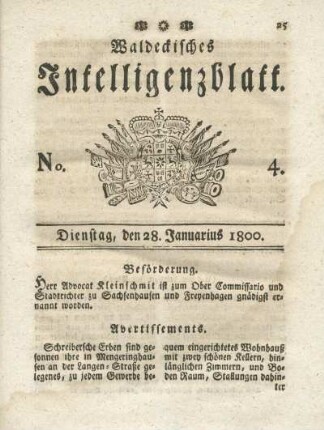 25
Waldeckisches
Intelligenzblatt.
No. 4.
Dienstag, den 28. Januarius 1800.
Beförderung.
Herr Advocat Kleinschmit ist zum Ober Commissario und
Stadtrichter zu Sachsenhausen und Freyenhagen gnädigst er-
nannt worden.
Avertissements.
Schreibersche Erben sind ge-
sonnen ihre in Mengeringhau-
sen an der Langen-Straße ge-
legenes, zu jedem Gewerbe be-
quem eingerichtetes Wohnhauß
mit zwey schönen Kellern, hin-
länglichen Zimmern, und Bo-
den Raum, Stallungen dahin-
ter